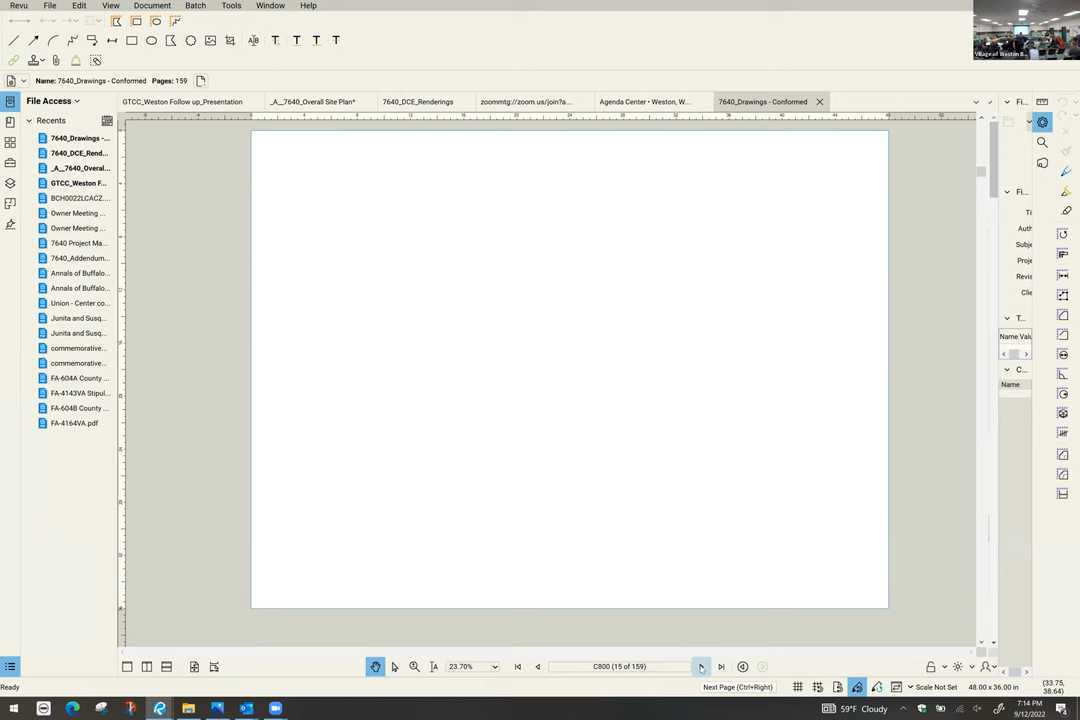 Revu File Edit View Document Batch Tools Window Help
Village of Weston B...
Name: 7640_Drawings - Conformed Pages: 159
File Access
GTCC_Weston Follow up_Presentation
_A__7640_Overall Site Plan*
7640_DCE_Renderings
zoommtg://zoom.us/join?a...
Agenda Center • Weston, W...
7640_Drawings - Conformed
Fi...
Recents
7640_Drawings -...
7640_DCE_Rend...
_A__7640_Overal...
GTCC_Weston F...
BCH0022LCACZ...
Owner Meeting ...
Owner Meeting ...
7640 Project Ma...
7640_Addendum...
Annals of Buffalo...
Annals of Buffalo...
Union - Center co...
Junita and Susq...
Junita and Susq...
commemorative...
commemorative...
FA-604A County ...
FA-4143VA Stipul...
FA-604B County ...
FA-4164VA.pdf
Fi...
Ti
Auth
Subje
Proje
Revis
Clie
T...
Name Valu
C...
Name
23.70%
C800 (15 of 159)
Ready
Next Page (Ctrl+Right)
Scale Not Set
48.00 x 36.00 in
(33.75, 38.64)
59°F Cloudy
7:14 PM
9/12/2022